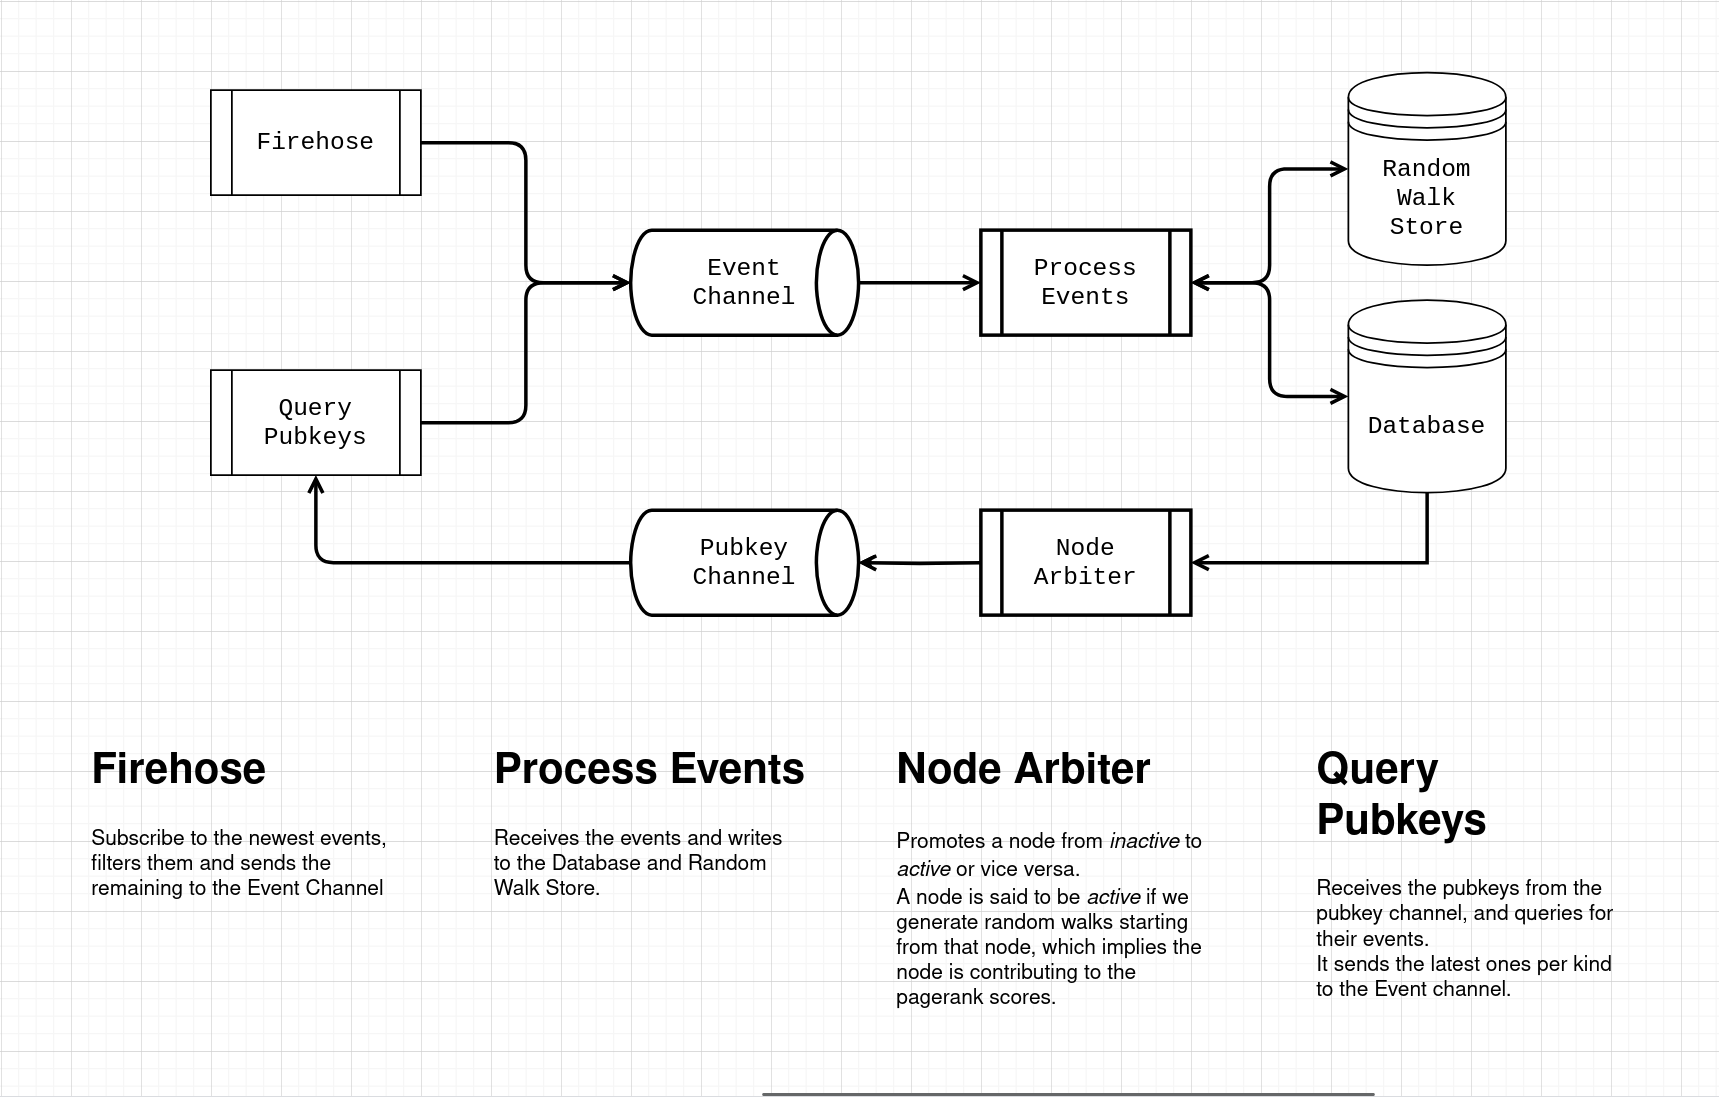 Firehose
Event
Channel
Process
Events
Random
Walk
Store
Query
Pubkeys
Database
Pubkey
Channel
Node
Arbiter
Firehose
Subscribe to the newest events,
filters them and sends the
remaining to the Event Channel
Process Events
Receives the events and writes
to the Database and Random
Walk Store.
Node Arbiter
Promotes a node from inactive to
active or vice versa.
A node is said to be active if we
generate random walks starting
from that node, which implies the
node is contributing to the
pagerank scores.
Query
Pubkeys
Receives the pubkeys from the
pubkey channel, and queries for
their events.
It sends the latest ones per kind
to the Event channel.